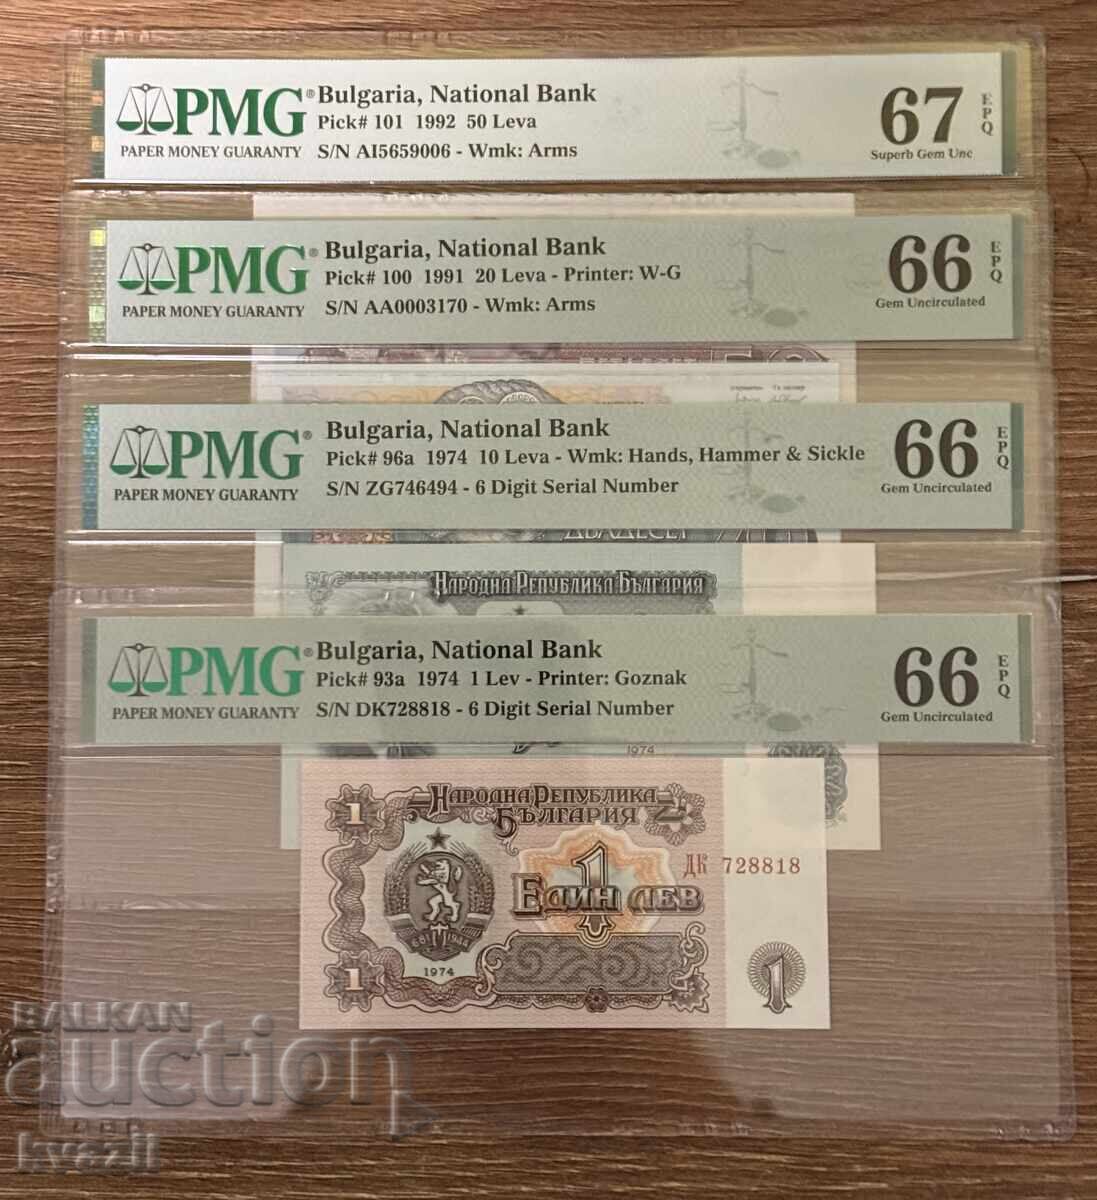 PMG®
PAPER MONEY GUARANTY
Bulgaria, National Bank
Pick# 101 1992 50 Leva
S/N AI5659006 - Wmk: Arms
67 EPQ
Superb Gem Unc
PMG®
PAPER MONEY GUARANTY
Bulgaria, National Bank
Pick# 100 1991 20 Leva - Printer: W-G
S/N AA0003170 - Wmk: Arms
66 EPQ
Gem Uncirculated
PMG®
PAPER MONEY GUARANTY
Bulgaria, National Bank
Pick# 96a 1974 10 Leva - Wmk: Hands, Hammer & Sickle
S/N ZG746494 - 6 Digit Serial Number
66 EPQ
Gem Uncirculated
ДВАДЕСЕТ
НАРОДНА РЕПУБЛИКА БЪЛГАРИЯ
PMG®
PAPER MONEY GUARANTY
Bulgaria, National Bank
Pick# 93a 1974 1 Lev - Printer: Goznak
S/N DK728818 - 6 Digit Serial Number
66 EPQ
Gem Uncirculated
1974
1
НАРОДНА РЕПУБЛИКА
БЪЛГАРИЯ
1
ДК 728818
ЕДИН ЛЕВ
681 1944
1974
1
1
BALKAN
auction
kyazil